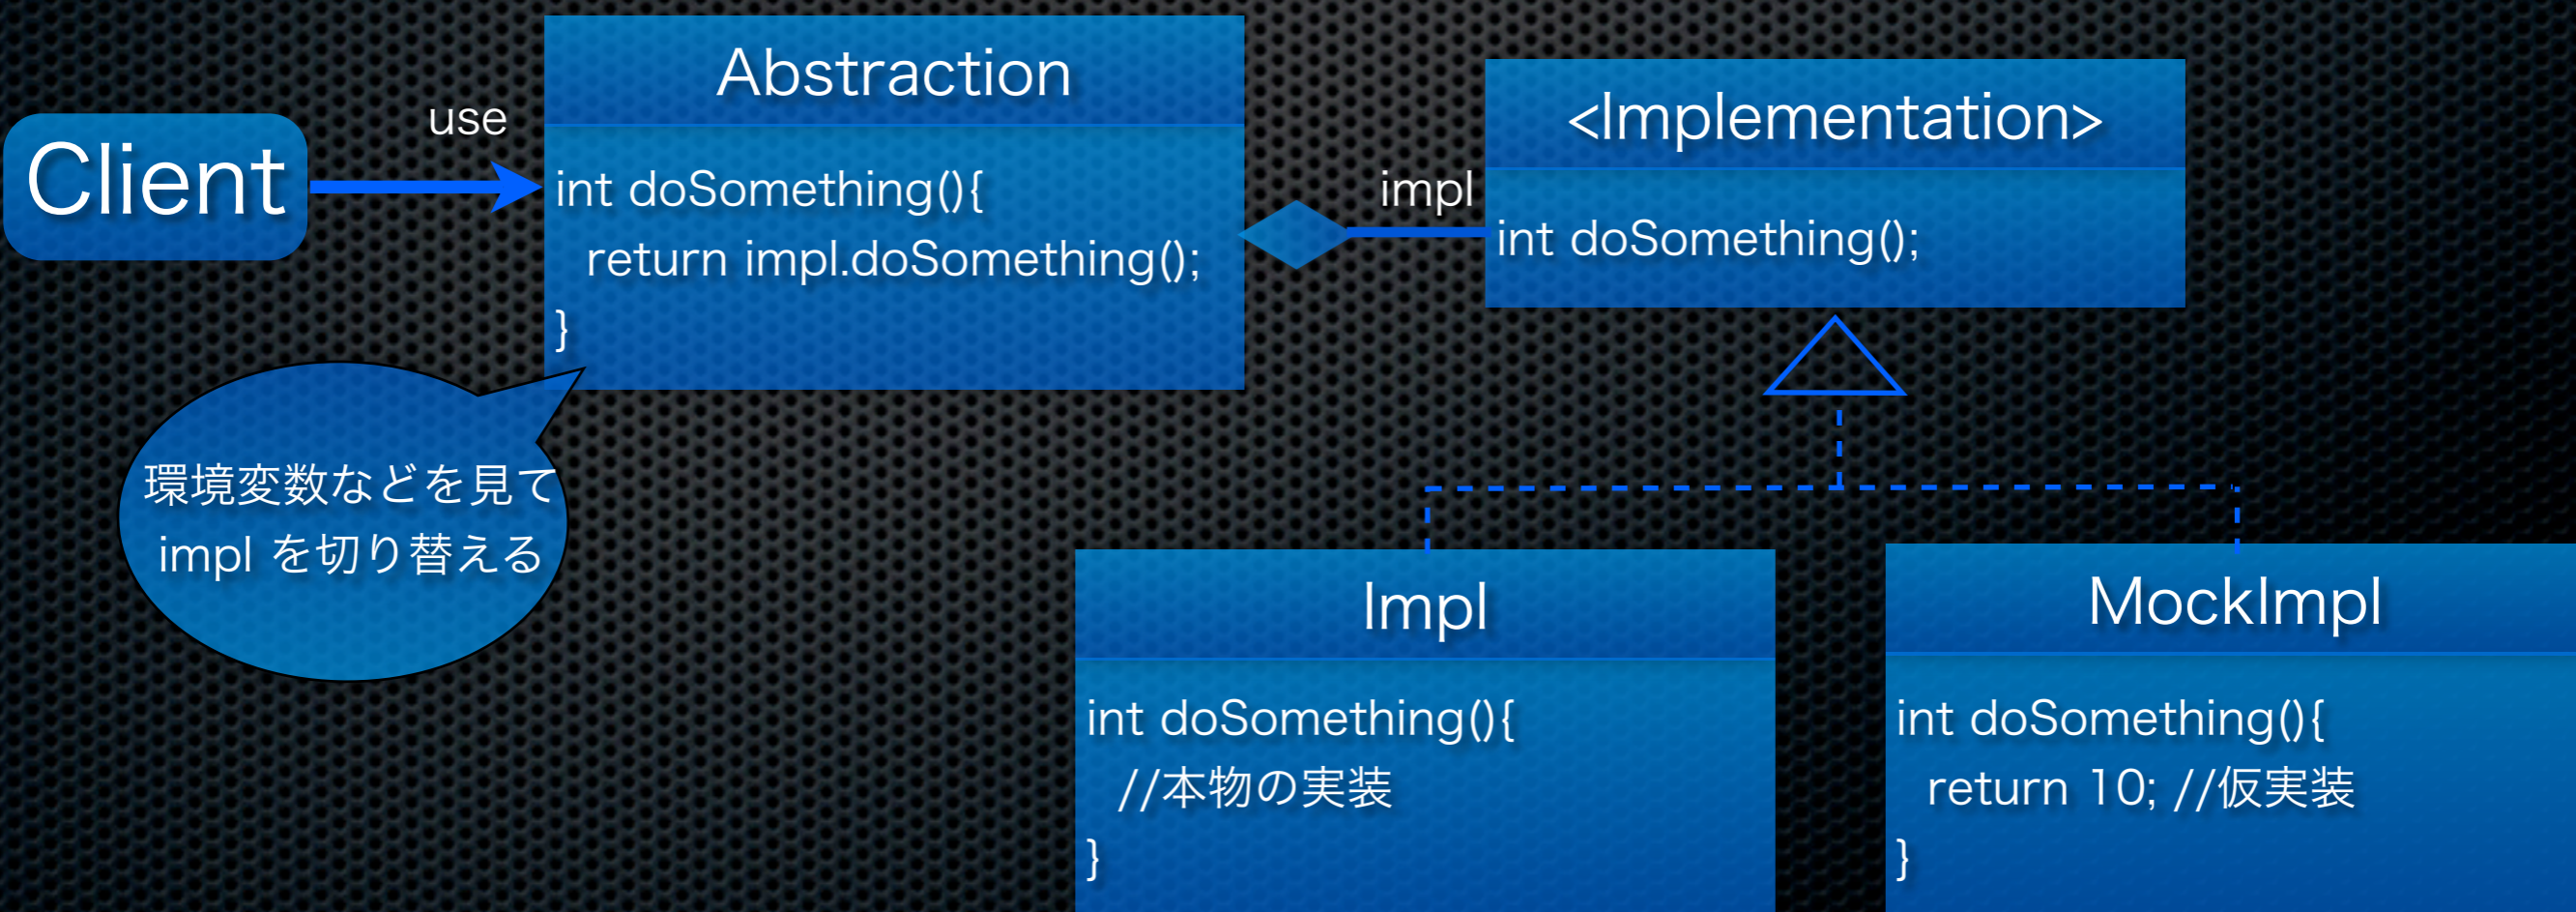 Client
use
Abstraction
int doSomething(){
return impl.doSomething();
}
impl
<Implementation>
int doSomething();
環境変数などを見て
impl を切り替える
Impl
int doSomething(){
//本物の実装
}
MockImpl
int doSomething(){
return 10; //仮実装
}